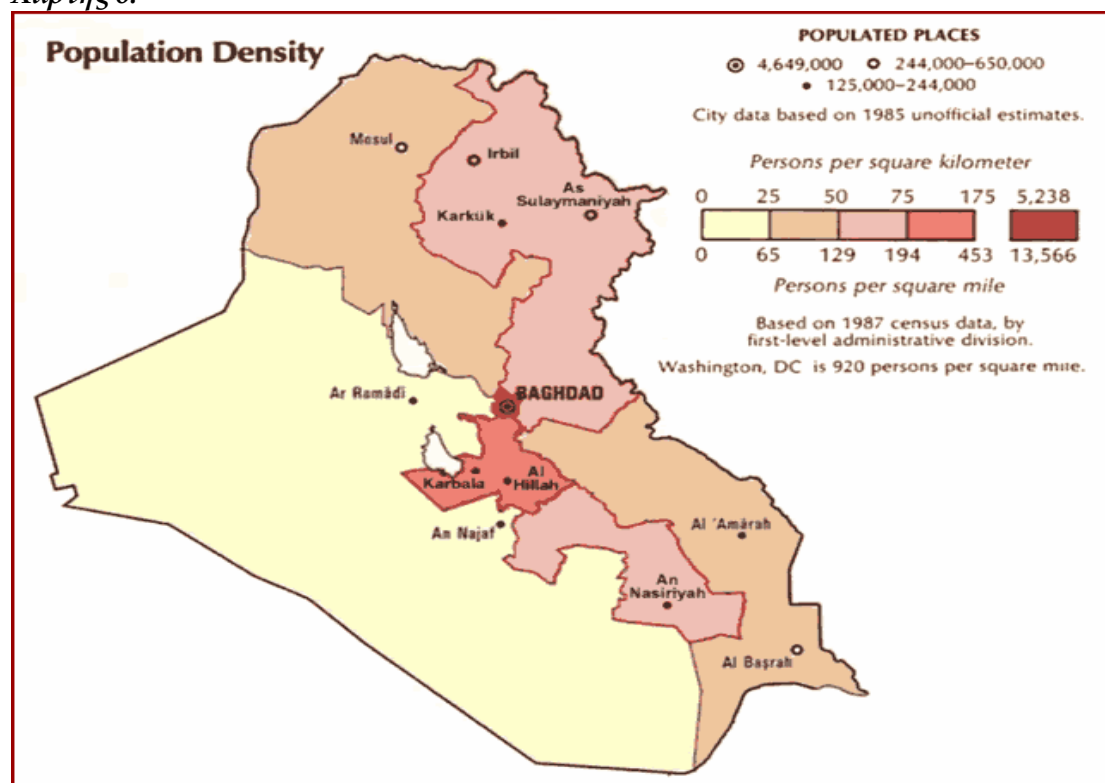 Χάρτης 6.
Population Density
POPULATED PLACES
4,649,000 244,000–650,000
125,000–244,000
City data based on 1985 unofficial estimates.
Persons per square kilometer
0 25 50 75 175 5,238
0 65 129 194 453 13,566
Persons per square mile
Based on 1987 census data, by
first-level administrative division.
Washington, DC is 920 persons per square mile.
Mosul
Irbil
As
Sulaymaniyah
Karkūk
BAGHDAD
Ar Ramādī
Karbala
Al
Hillah
An Najaf
Al 'Amārah
An
Nasiriyah
Al Başrah